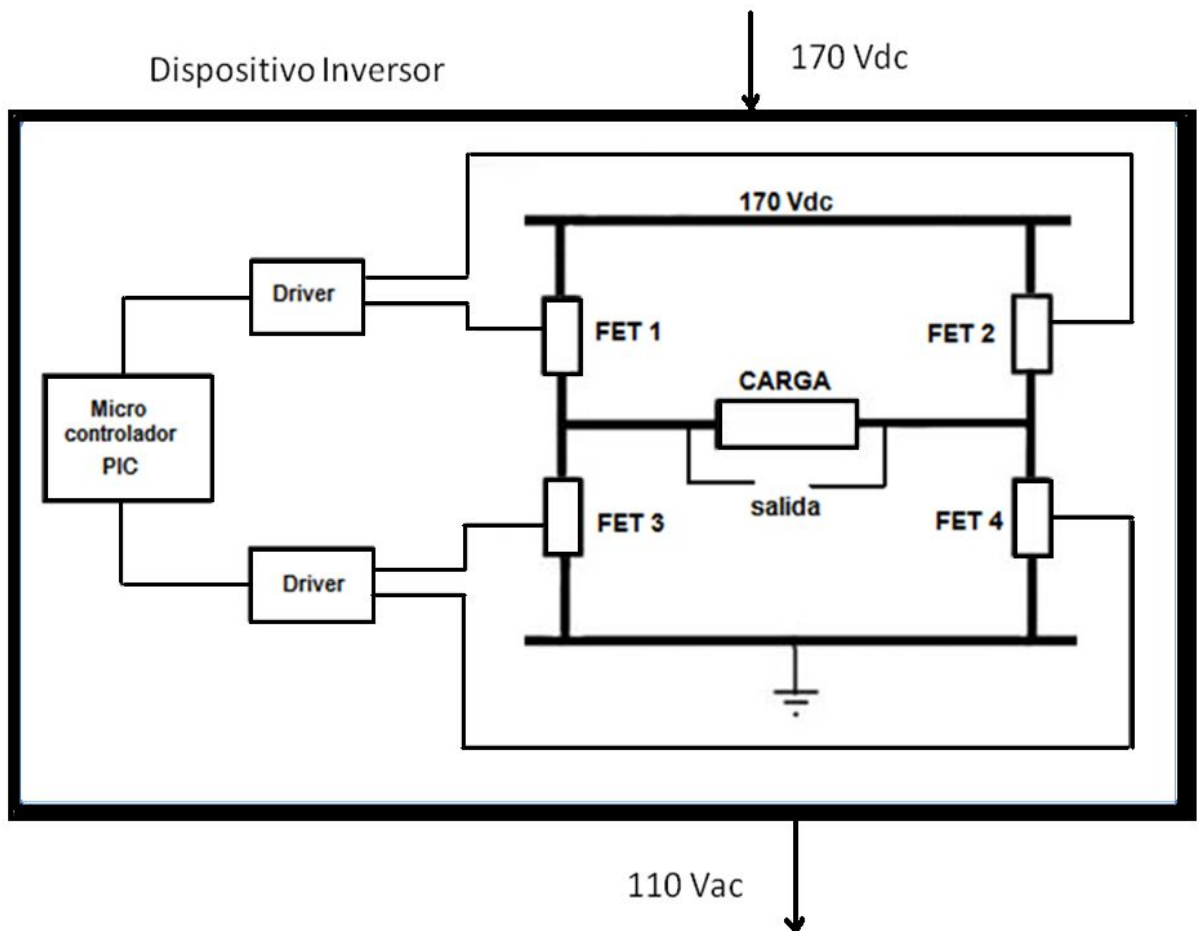 Dispositivo Inversor
170 Vdc
170 Vdc
Driver
FET 1
FET 2
CARGA
Micro
controlador
PIC
salida
FET 3
FET 4
Driver
110 Vac